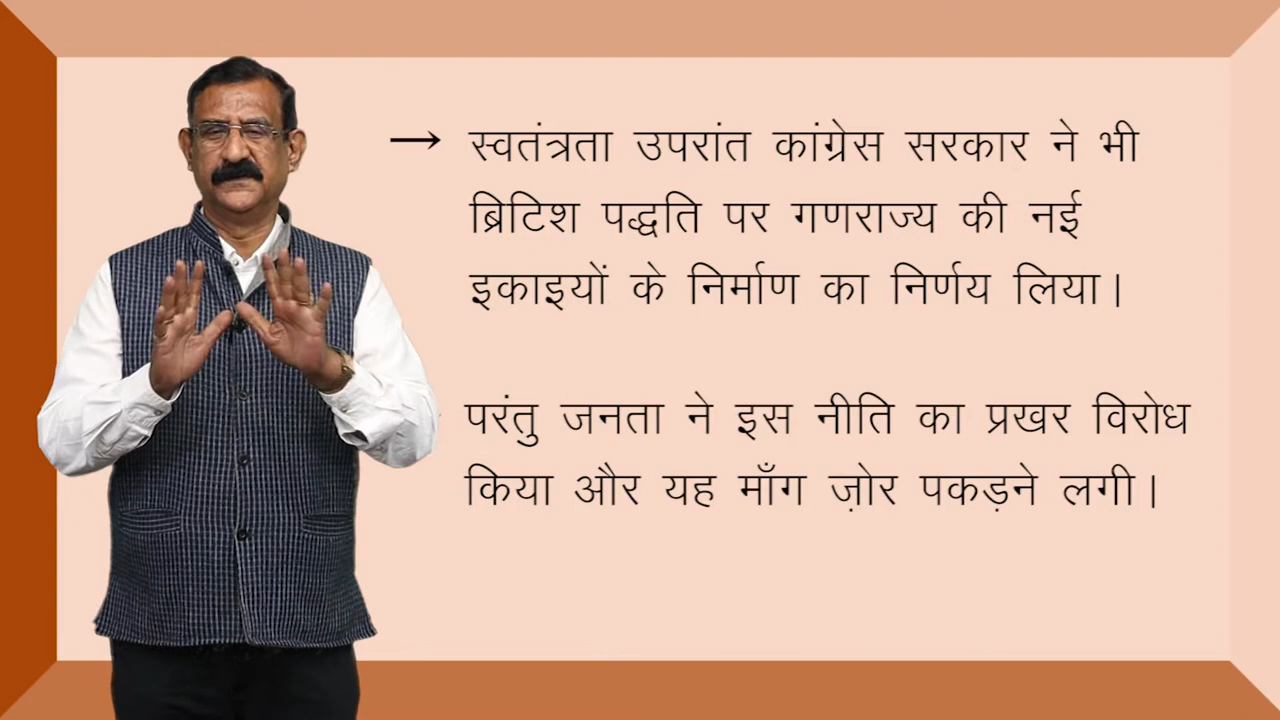 → स्वतंत्रता उपरांत कांग्रेस सरकार ने भी
ब्रिटिश पद्धति पर गणराज्य की नई
इकाइयों के निर्माण का निर्णय लिया।
परंतु जनता ने इस नीति का प्रखर विरोध
किया और यह माँग ज़ोर पकड़ने लगी।